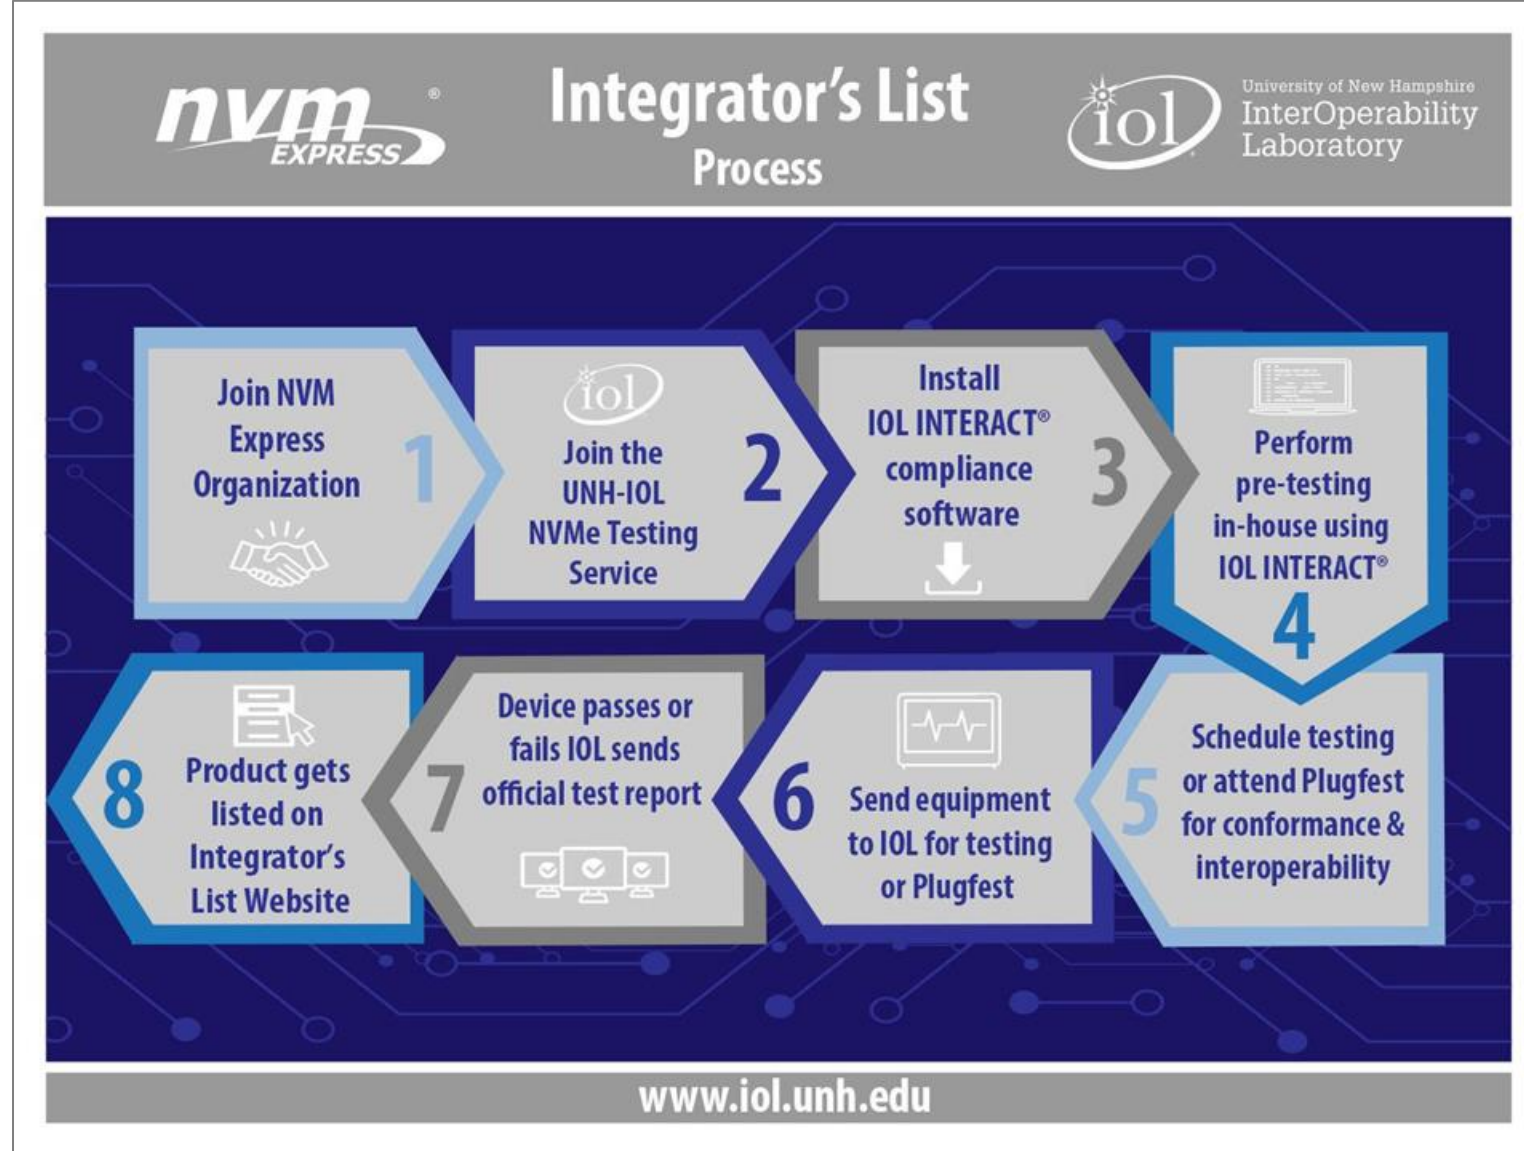 nvm®
EXPRESS
Integrator's List
Process
iol
University of New Hampshire
InterOperability
Laboratory
Join NVM
Express
Organization
1
iol
Join the
UNH-IOL
NVMe Testing
Service
2
Install
IOL INTERACT®
compliance
software
3
Perform
pre-testing
in-house using
IOL INTERACT®
4
Schedule testing
or attend Plugfest
for conformance &
interoperability
5
Send equipment
to IOL for testing
or Plugfest
6
Device passes or
fails IOL sends
official test report
7
Product gets
listed on
Integrator's
List Website
8
www.iol.unh.edu